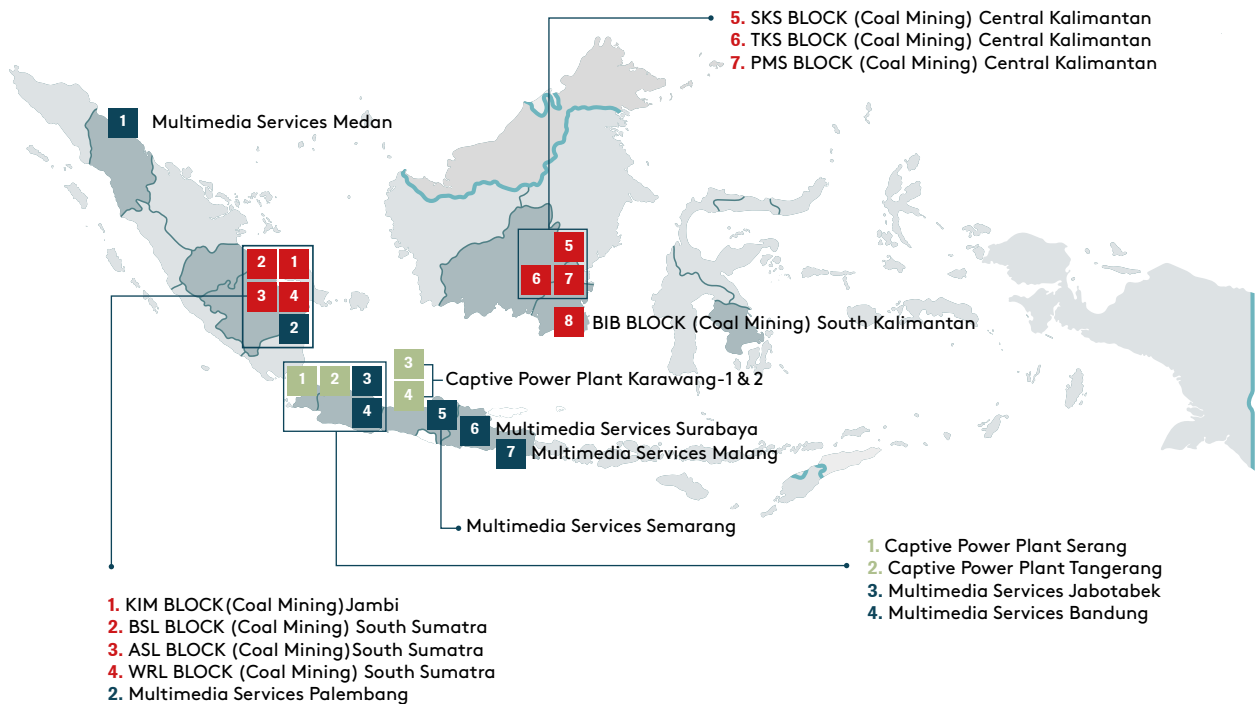 5. SKS BLOCK (Coal Mining) Central Kalimantan
6. TKS BLOCK (Coal Mining) Central Kalimantan
7. PMS BLOCK (Coal Mining) Central Kalimantan
1
Multimedia Services Medan
2 1
3 4
2
5
6 7
8
BIB BLOCK (Coal Mining) South Kalimantan
1 2 3
4
3
4
Captive Power Plant Karawang-1 & 2
5
6
Multimedia Services Surabaya
7
Multimedia Services Malang
Multimedia Services Semarang
1. Captive Power Plant Serang
2. Captive Power Plant Tangerang
3. Multimedia Services Jabotabek
4. Multimedia Services Bandung
1. KIM BLOCK(Coal Mining)Jambi
2. BSL BLOCK (Coal Mining) South Sumatra
3. ASL BLOCK (Coal Mining)South Sumatra
4. WRL BLOCK (Coal Mining) South Sumatra
2. Multimedia Services Palembang